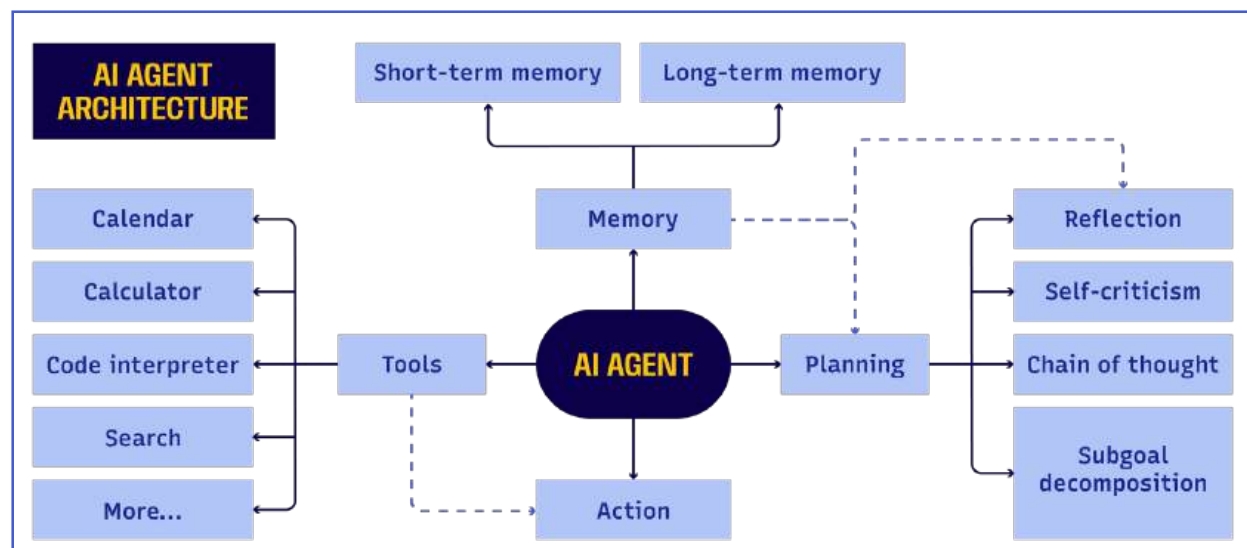 AI AGENT
ARCHITECTURE
Short-term memory
Long-term memory
Calendar
Memory
Reflection
Calculator
Self-criticism
Code interpreter
Tools
AI AGENT
Planning
Chain of thought
Search
Subgoal
decomposition
More...
Action